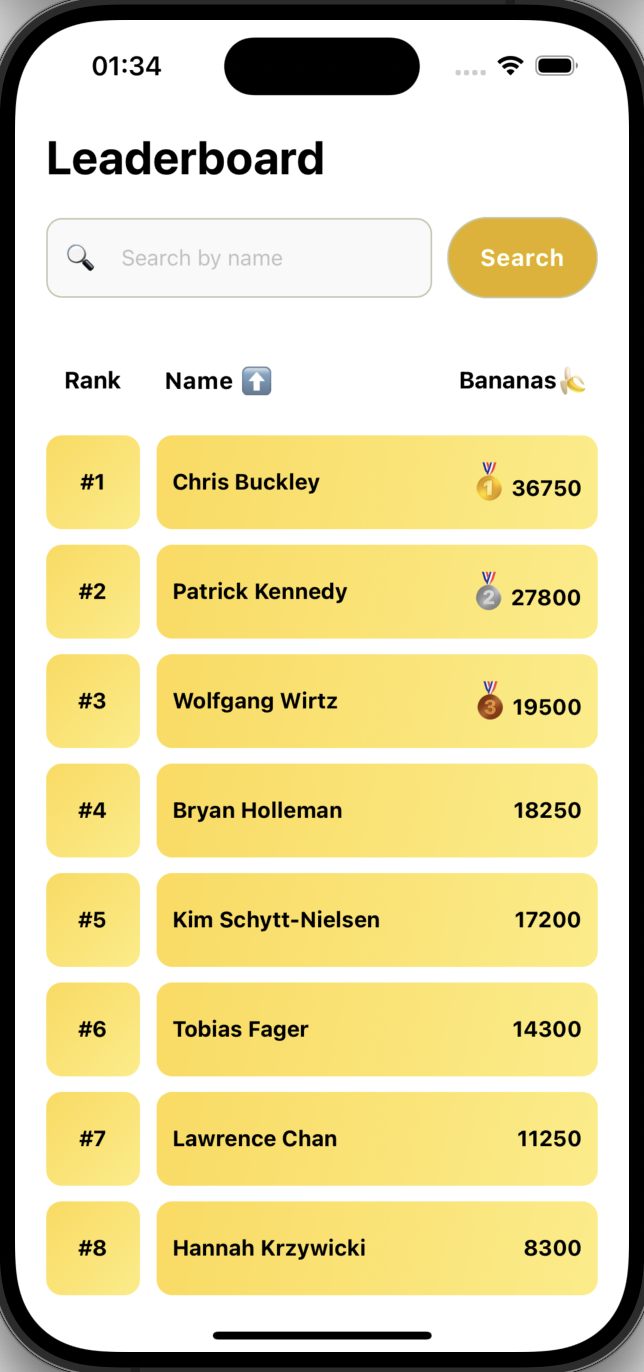 01:34
Leaderboard
🔍 Search by name Search
Rank Name ⬆️ Bananas🍌
#1 Chris Buckley 🥇 36750
#2 Patrick Kennedy 🥈 27800
#3 Wolfgang Wirtz 🥉 19500
#4 Bryan Holleman 18250
#5 Kim Schytt-Nielsen 17200
#6 Tobias Fager 14300
#7 Lawrence Chan 11250
#8 Hannah Krzywicki 8300